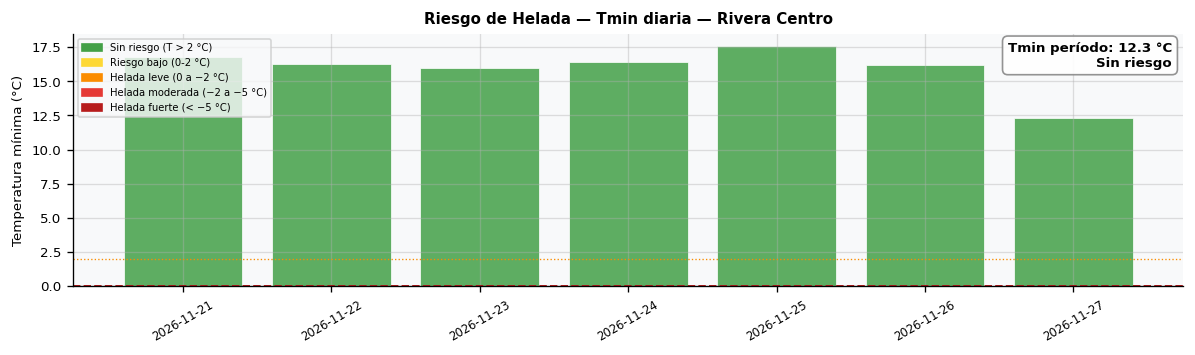 Riesgo de Helada — Tmin diaria — Rivera Centro
Sin riesgo (T > 2 °C)
Riesgo bajo (0-2 °C)
Helada leve (0 a −2 °C)
Helada moderada (−2 a −5 °C)
Helada fuerte (< −5 °C)
Tmin período: 12.3 °C
Sin riesgo
Temperatura mínima (°C)
17.5
15.0
12.5
10.0
7.5
5.0
2.5
0.0
2026-11-21
2026-11-22
2026-11-23
2026-11-24
2026-11-25
2026-11-26
2026-11-27